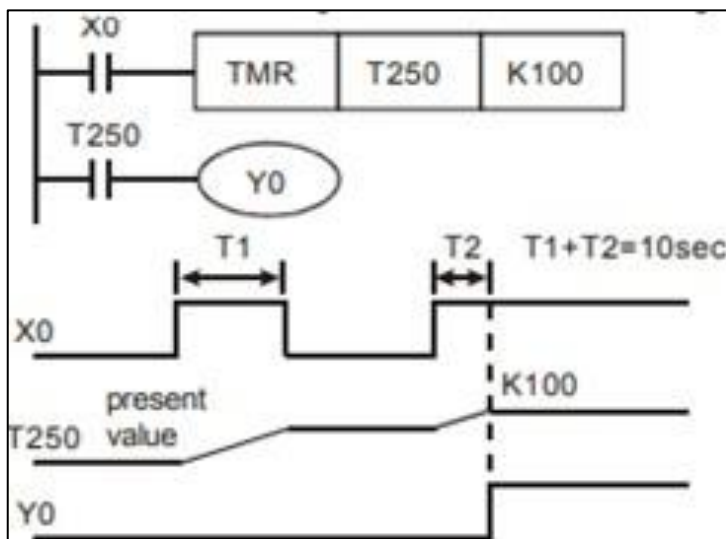 X0
TMR T250 K100
T250
Y0
T1 T2 T1+T2=10sec
X0
K100
present
value
T250
Y0